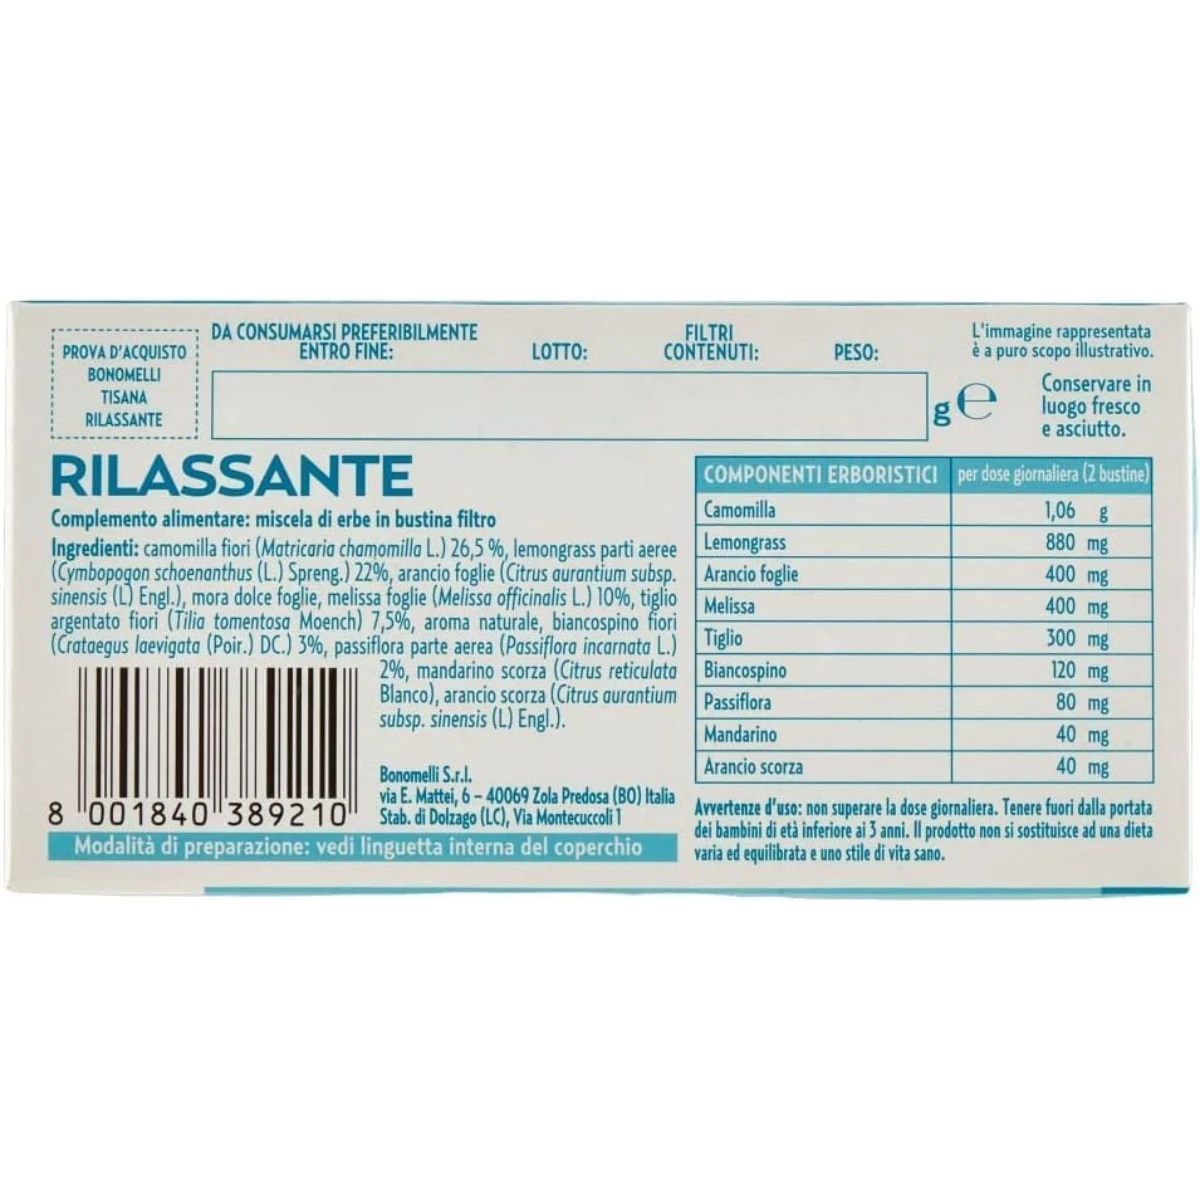 PROVA D'ACQUISTO
BONOMELLI
TISANA
RILASSANTE
DA CONSUMARSI PREFERIBILMENTE
ENTRO FINE:
LOTTO:
FILTRI
CONTENUTI:
PESO:
g e
L'immagine rappresentata
è a puro scopo illustrativo.
Conservare in
luogo fresco
e asciutto.
RILASSANTE
Complemento alimentare: miscela di erbe in bustina filtro
Ingredienti: camomilla fiori (Matricaria chamomilla L.) 26,5 %, lemongrass parti aeree
(Cymbopogon schoenanthus (L.) Spreng.) 22%, arancio foglie (Citrus aurantium subsp.
sinensis (L) Engl.), mora dolce foglie, melissa foglie (Melissa officinalis L.) 10%, tiglio
argentato fiori (Tilia tomentosa Moench) 7,5%, aroma naturale, biancospino fiori
(Crataegus laevigata (Poir.) DC.) 3%, passiflora parte aerea (Passiflora incarnata L.)
2%, mandarino scorza (Citrus reticulata
Blanco), arancio scorza (Citrus aurantium
subsp. sinensis (L) Engl.).
Bonomelli S.r.l.
via E. Mattei, 6 – 40069 Zola Predosa (BO) Italia
Stab. di Dolzago (LC), Via Montecuccoli 1
8 001840 389210
Modalità di preparazione: vedi linguetta interna del coperchio
COMPONENTI ERBORISTICI per dose giornaliera (2 bustine)
Camomilla 1,06 g
Lemongrass 880 mg
Arancio foglie 400 mg
Melissa 400 mg
Tiglio 300 mg
Biancospino 120 mg
Passiflora 80 mg
Mandarino 40 mg
Arancio scorza 40 mg
Avvertenze d'uso: non superare la dose giornaliera. Tenere fuori dalla portata
dei bambini di età inferiore ai 3 anni. Il prodotto non si sostituisce ad una dieta
varia ed equilibrata e uno stile di vita sano.